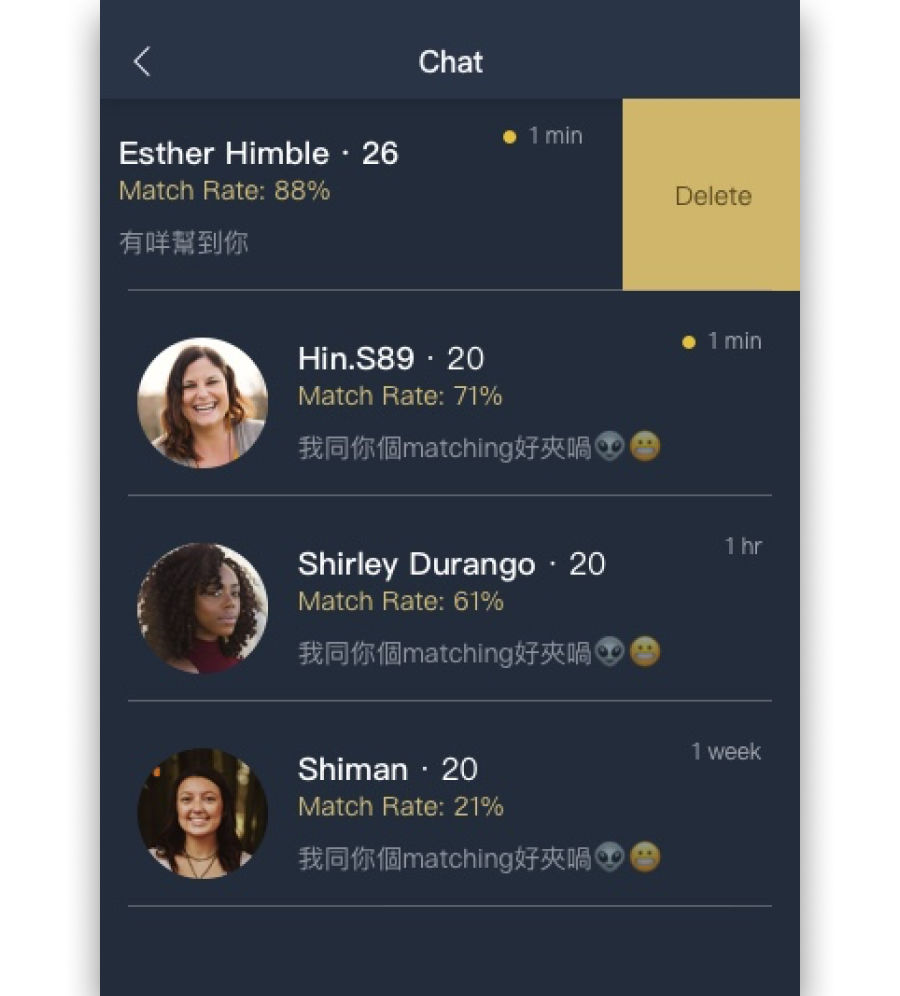 Chat
Esther Himble · 26
1 min
Match Rate: 88%
有咩幫到你
Delete
Hin.S89 · 20
1 min
Match Rate: 71%
我同你個matching好夾喎👽😬
Shirley Durango · 20
1 hr
Match Rate: 61%
我同你個matching好夾喎👽😬
Shiman · 20
1 week
Match Rate: 21%
我同你個matching好夾喎👽😬